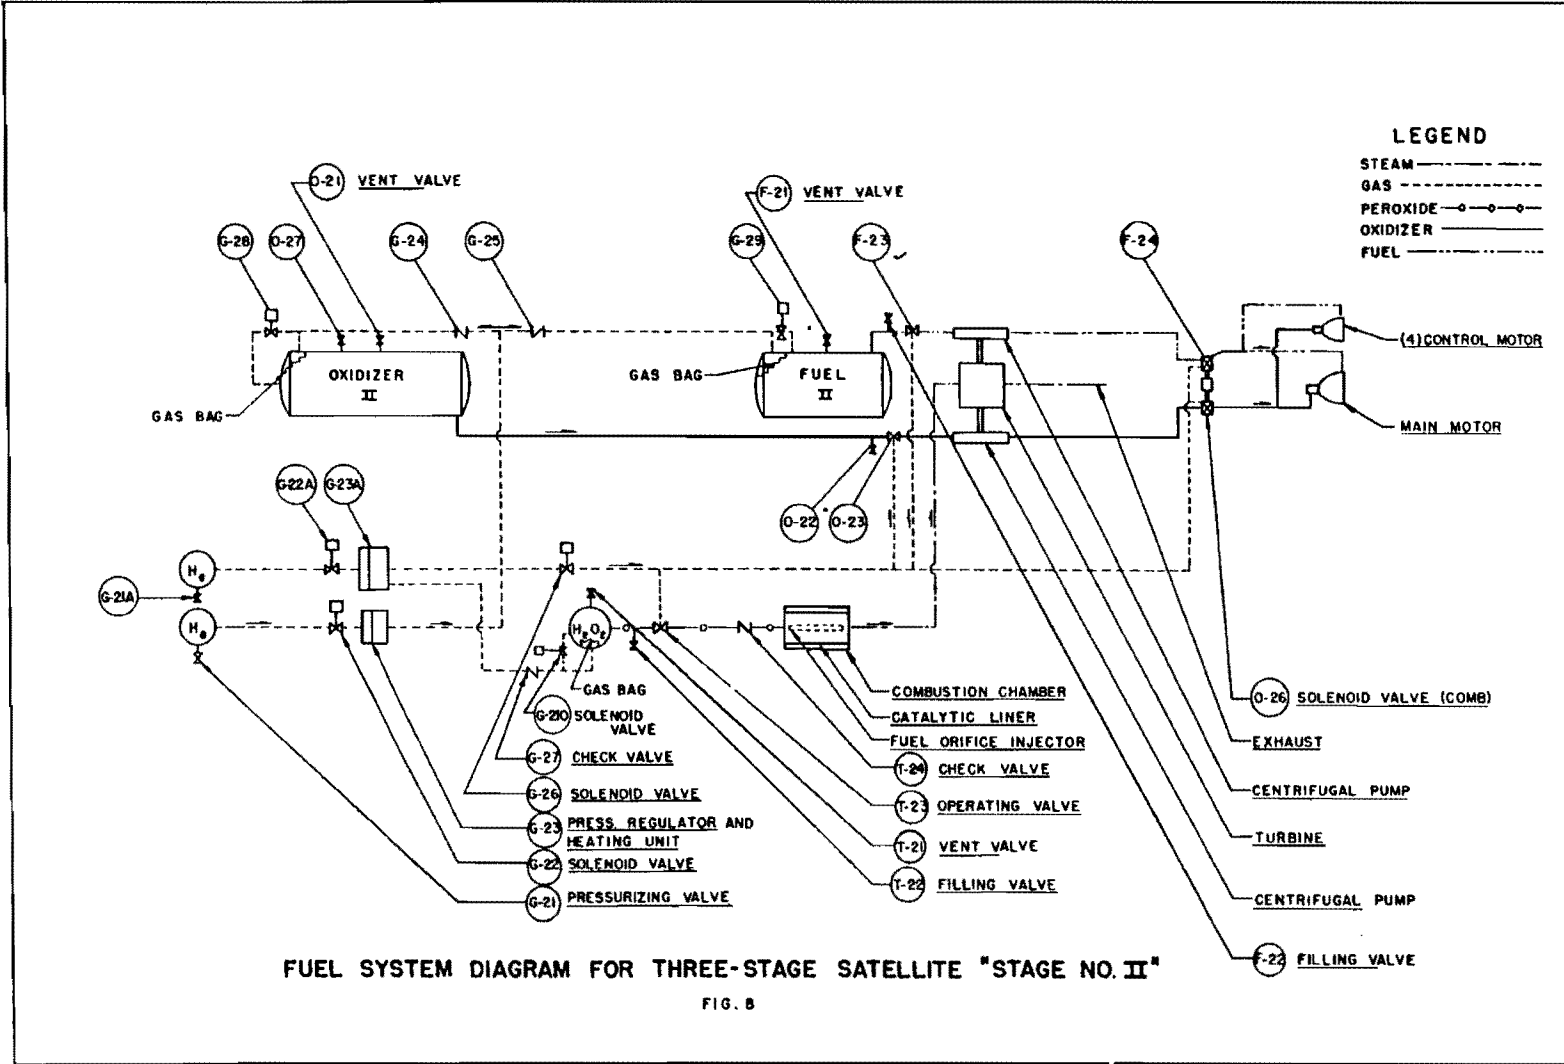 LEGEND
STEAM
GAS
PEROXIDE
OXIDIZER
FUEL
O-21 VENT VALVE
F-21 VENT VALVE
G-28
O-27
G-24
G-25
G-29
F-23
F-24
(4) CONTROL MOTOR
OXIDIZER
II
GAS BAG
FUEL
II
GAS BAG
MAIN MOTOR
G-22A
G-23A
O-22
O-23
He
G-21A
He
H2O2
GAS BAG
G-210 SOLENOID
VALVE
COMBUSTION CHAMBER
CATALYTIC LINER
FUEL ORIFICE INJECTOR
O-26 SOLENOID VALVE (COMB)
EXHAUST
G-27 CHECK VALVE
T-24 CHECK VALVE
G-26 SOLENOID VALVE
T-23 OPERATING VALVE
CENTRIFUGAL PUMP
G-23 PRESS. REGULATOR AND
HEATING UNIT
T-21 VENT VALVE
TURBINE
G-22 SOLENOID VALVE
T-22 FILLING VALVE
G-21 PRESSURIZING VALVE
CENTRIFUGAL PUMP
F-22 FILLING VALVE
FUEL SYSTEM DIAGRAM FOR THREE-STAGE SATELLITE "STAGE NO. II"
FIG. 8